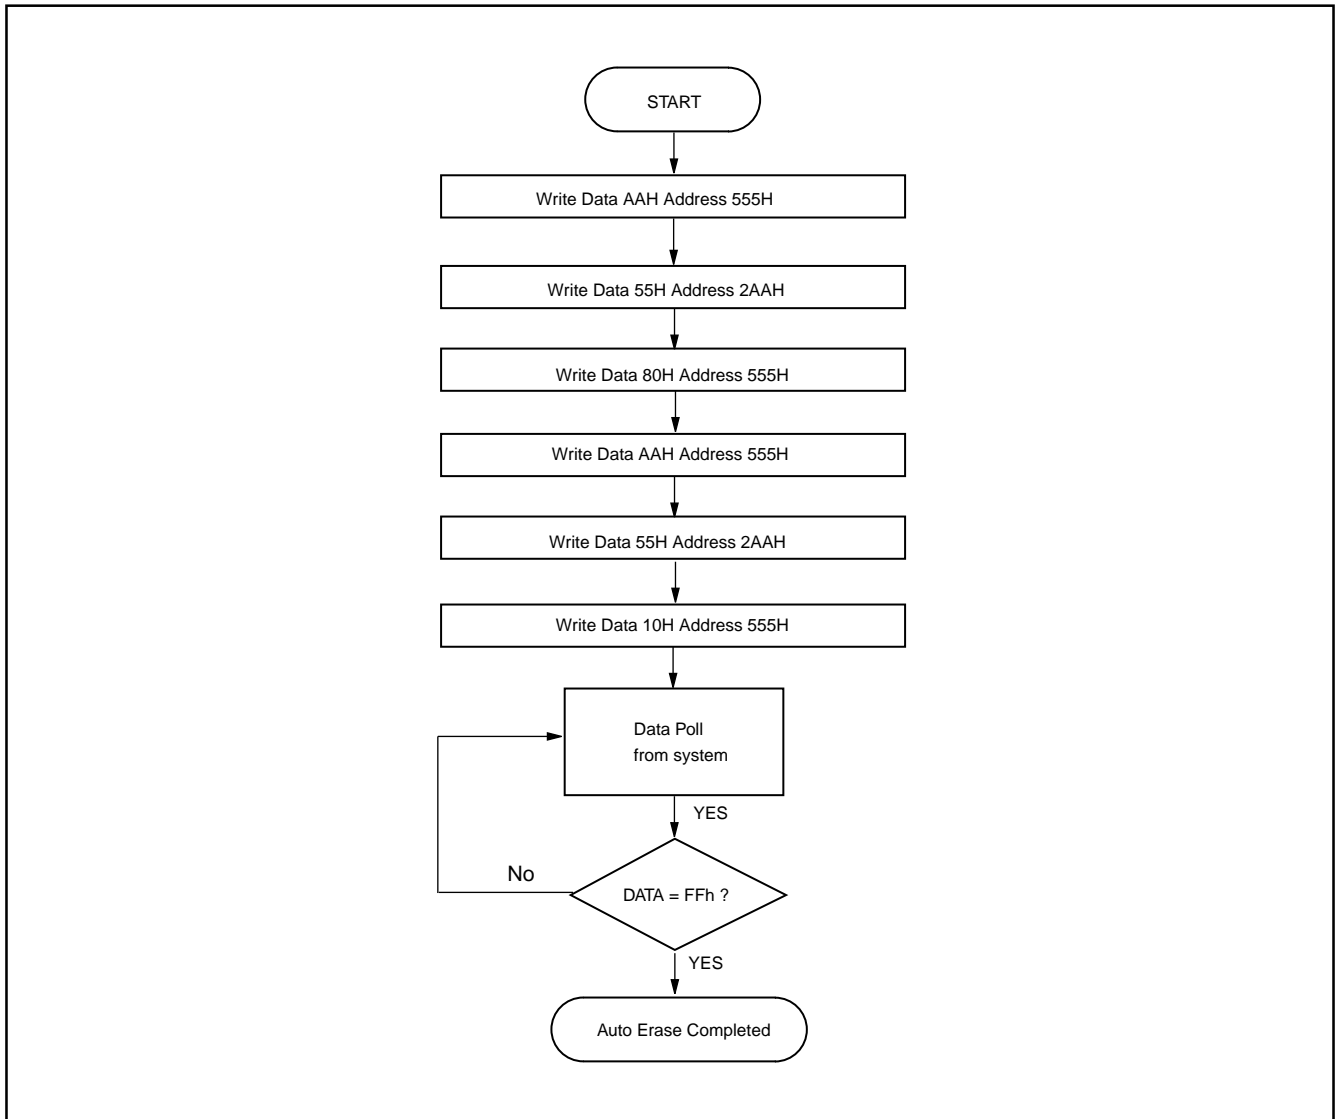 START
Write Data AAH Address 555H
Write Data 55H Address 2AAH
Write Data 80H Address 555H
Write Data AAH Address 555H
Write Data 55H Address 2AAH
Write Data 10H Address 555H
Data Poll
from system
YES
No
DATA = FFh ?
YES
Auto Erase Completed